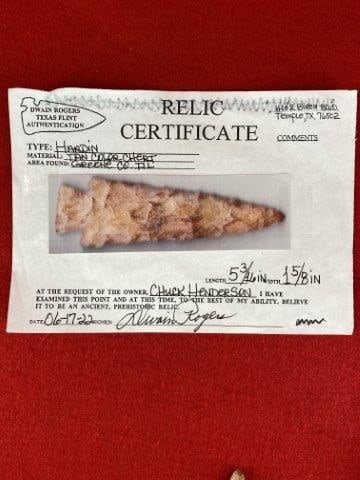 DWAIN ROGERS
TEXAS FLINT
AUTHENTICATION
RELIC
CERTIFICATE
Temple, TX 76502
COMMENTS
TYPE: HARDIN
MATERIAL: TAN COLOR CHERT
AREA FOUND: GREENE CO. ILL
LENGTH 5 3/16 IN WIDTH 1 5/8 IN
AT THE REQUEST OF THE OWNER, CHUCK HENDERSON I HAVE
EXAMINED THIS POINT AND AT THIS TIME, TO THE BEST OF MY ABILITY, BELIEVE
IT TO BE AN ANCIENT, PREHISTORIC RELIC.
DATE: 06-17-22 SIGNED: Dwain Rogers